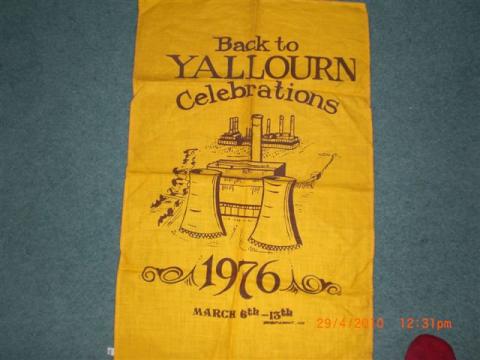 Back to
YALLOURN
Celebrations
1976
MARCH 6th-13th
29/4/2010 12:31pm